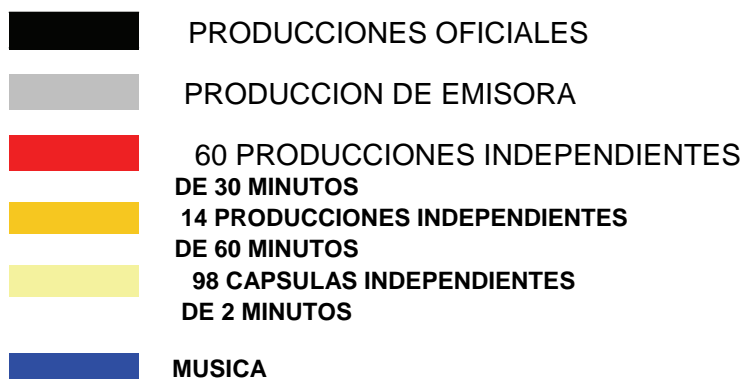 PRODUCCIONES OFICIALES
PRODUCCION DE EMISORA
60 PRODUCCIONES INDEPENDIENTES
DE 30 MINUTOS
14 PRODUCCIONES INDEPENDIENTES
DE 60 MINUTOS
98 CAPSULAS INDEPENDIENTES
DE 2 MINUTOS
MUSICA